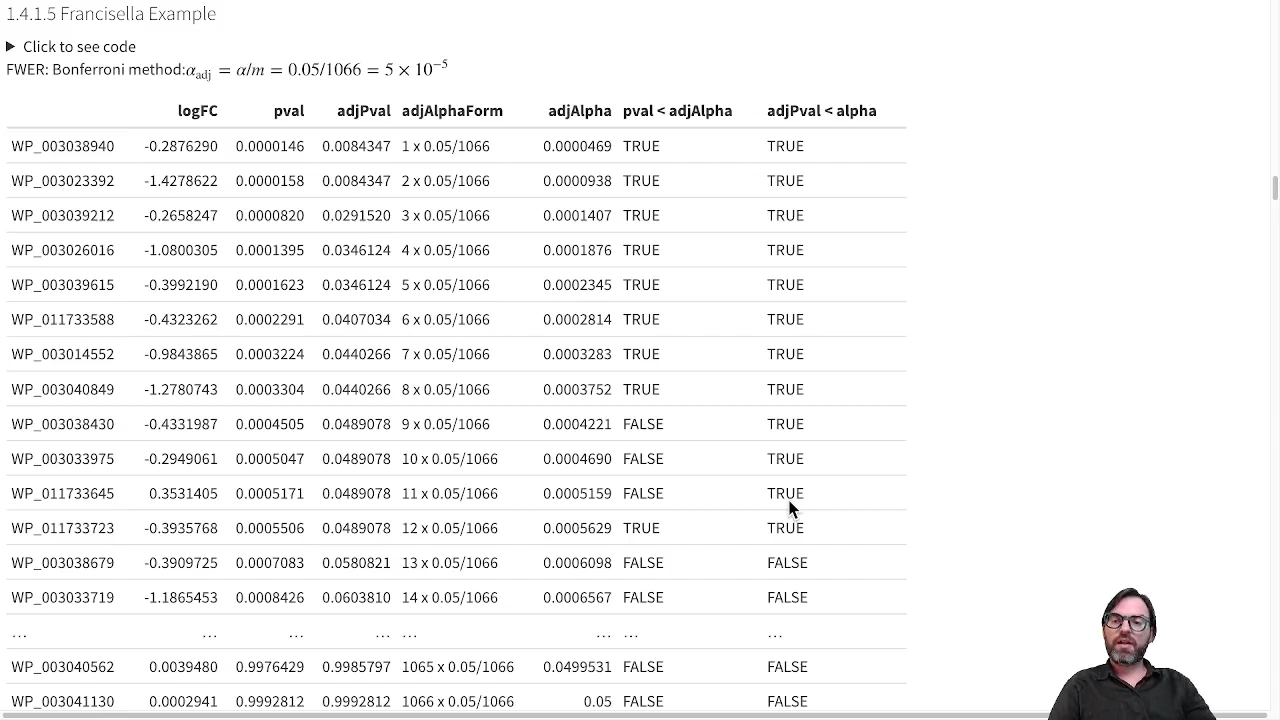 1.4.1.5 Francisella Example
▶ Click to see code
FWER: Bonferroni method:αadj = α/m = 0.05/1066 = 5 × 10⁻⁵
logFC pval adjPval adjAlphaForm adjAlpha pval < adjAlpha adjPval < alpha
WP_003038940 -0.2876290 0.0000146 0.0084347 1 x 0.05/1066 0.0000469 TRUE TRUE
WP_003023392 -1.4278622 0.0000158 0.0084347 2 x 0.05/1066 0.0000938 TRUE TRUE
WP_003039212 -0.2658247 0.0000820 0.0291520 3 x 0.05/1066 0.0001407 TRUE TRUE
WP_003026016 -1.0800305 0.0001395 0.0346124 4 x 0.05/1066 0.0001876 TRUE TRUE
WP_003039615 -0.3992190 0.0001623 0.0346124 5 x 0.05/1066 0.0002345 TRUE TRUE
WP_011733588 -0.4323262 0.0002291 0.0407034 6 x 0.05/1066 0.0002814 TRUE TRUE
WP_003014552 -0.9843865 0.0003224 0.0440266 7 x 0.05/1066 0.0003283 TRUE TRUE
WP_003040849 -1.2780743 0.0003304 0.0440266 8 x 0.05/1066 0.0003752 TRUE TRUE
WP_003038430 -0.4331987 0.0004505 0.0489078 9 x 0.05/1066 0.0004221 FALSE TRUE
WP_003033975 -0.2949061 0.0005047 0.0489078 10 x 0.05/1066 0.0004690 FALSE TRUE
WP_011733645 0.3531405 0.0005171 0.0489078 11 x 0.05/1066 0.0005159 FALSE TRUE
WP_011733723 -0.3935768 0.0005506 0.0489078 12 x 0.05/1066 0.0005629 TRUE TRUE
WP_003038679 -0.3909725 0.0007083 0.0580821 13 x 0.05/1066 0.0006098 FALSE FALSE
WP_003033719 -1.1865453 0.0008426 0.0603810 14 x 0.05/1066 0.0006567 FALSE FALSE
… … … … … … … …
WP_003040562 0.0039480 0.9976429 0.9985797 1065 x 0.05/1066 0.0499531 FALSE FALSE
WP_003041130 0.0002941 0.9992812 0.9992812 1066 x 0.05/1066 0.05 FALSE FALSE